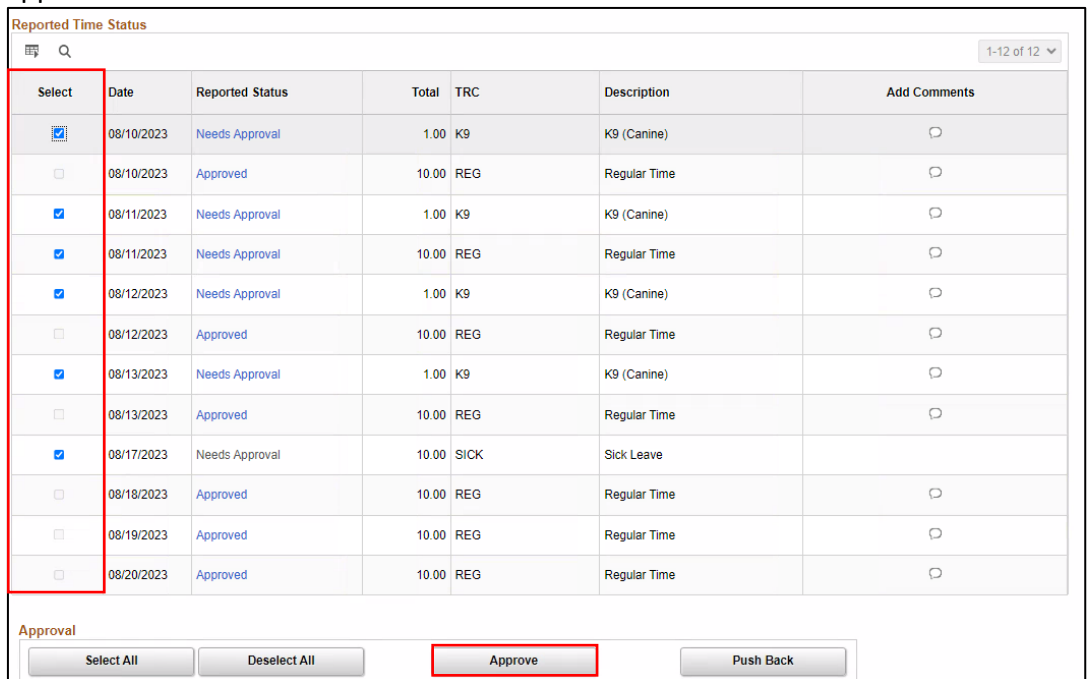 Reported Time Status
1-12 of 12
Select Date Reported Status Total TRC Description Add Comments
08/10/2023 Needs Approval 1.00 K9 K9 (Canine)
08/10/2023 Approved 10.00 REG Regular Time
08/11/2023 Needs Approval 1.00 K9 K9 (Canine)
08/11/2023 Needs Approval 10.00 REG Regular Time
08/12/2023 Needs Approval 1.00 K9 K9 (Canine)
08/12/2023 Approved 10.00 REG Regular Time
08/13/2023 Needs Approval 1.00 K9 K9 (Canine)
08/13/2023 Approved 10.00 REG Regular Time
08/17/2023 Needs Approval 10.00 SICK Sick Leave
08/18/2023 Approved 10.00 REG Regular Time
08/19/2023 Approved 10.00 REG Regular Time
08/20/2023 Approved 10.00 REG Regular Time
Approval
Select All Deselect All Approve Push Back